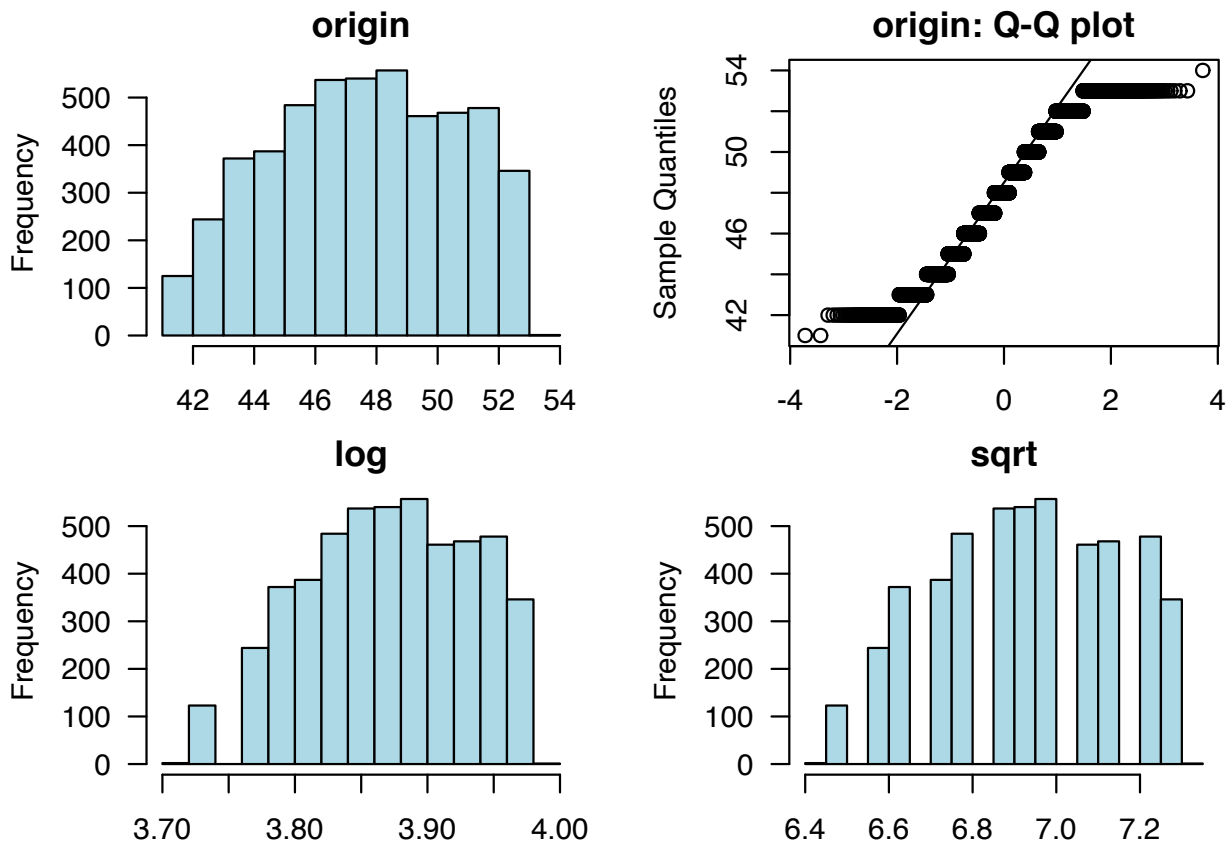 origin
Frequency
500
400
300
200
100
0
42 44 46 48 50 52 54
origin: Q-Q plot
Sample Quantiles
54
50
46
42
-4 -2 0 2 4
log
Frequency
500
400
300
200
100
0
3.70 3.80 3.90 4.00
sqrt
Frequency
500
400
300
200
100
0
6.4 6.6 6.8 7.0 7.2